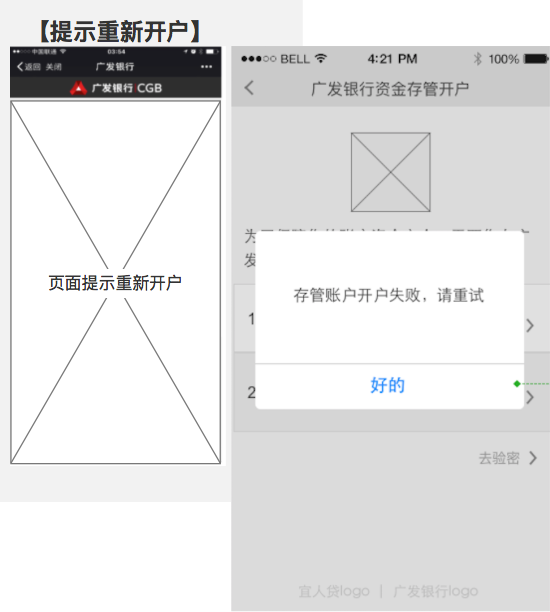 【提示重新开户】
中国联通 03:54
返回 关闭 广发银行
广发银行 CGB
页面提示重新开户
BELL 4:21 PM 100%
广发银行资金存管开户
发
存管账户开户失败，请重试
1
好的
2
去验密
宜人贷logo | 广发银行logo